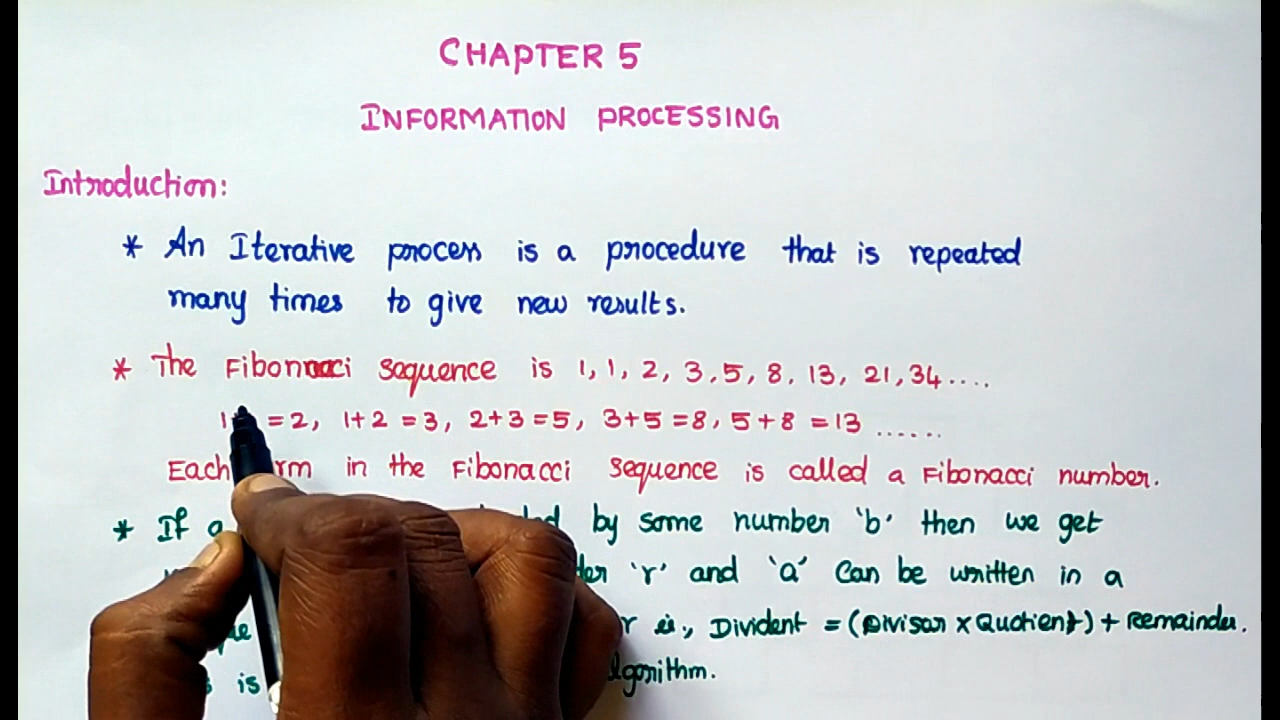 CHAPTER 5
INFORMATION PROCESSING
Introduction:
* An Iterative process is a procedure that is repeated
many times to give new results.
* The Fibonacci sequence is 1, 1, 2, 3, 5, 8, 13, 21, 34 ....
1 = 2, 1+2 = 3, 2+3 = 5, 3+5 = 8, 5+8 = 13 ......
Each in the Fibonacci sequence is called a Fibonacci number.
* If by some number 'b' then we get
'r' and 'a' can be written in a
Divident = (Divisor x Quotient) + Remainder.
is